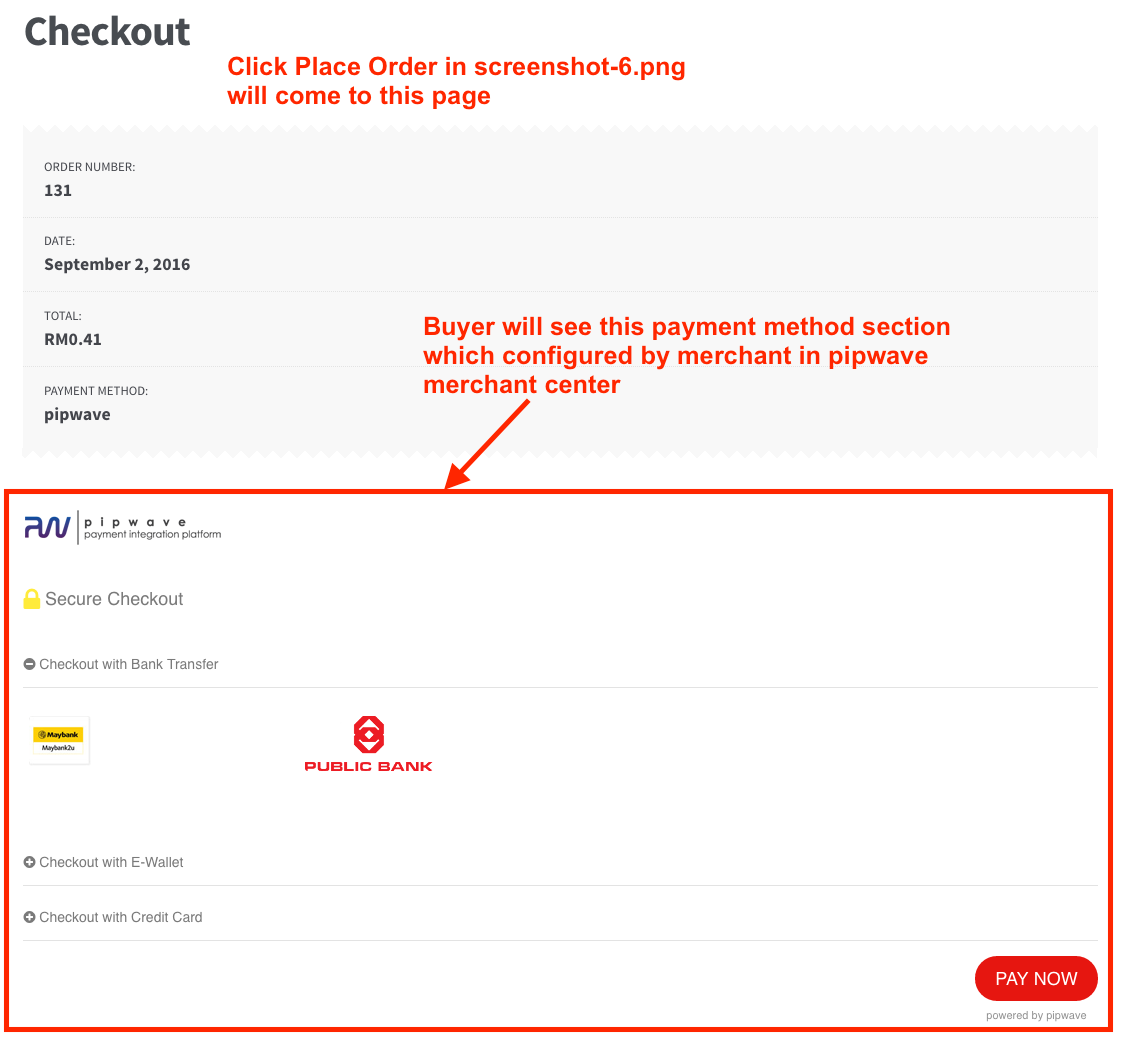 Checkout
Click Place Order in screenshot-6.png
will come to this page
ORDER NUMBER:
131
DATE:
September 2, 2016
TOTAL:
RM0.41
Buyer will see this payment method section
which configured by merchant in pipwave
merchant center
PAYMENT METHOD:
pipwave
PW
pipwave
payment integration platform
Secure Checkout
Checkout with Bank Transfer
Maybank
Maybank2u
PUBLIC BANK
Checkout with E-Wallet
Checkout with Credit Card
PAY NOW
powered by pipwave